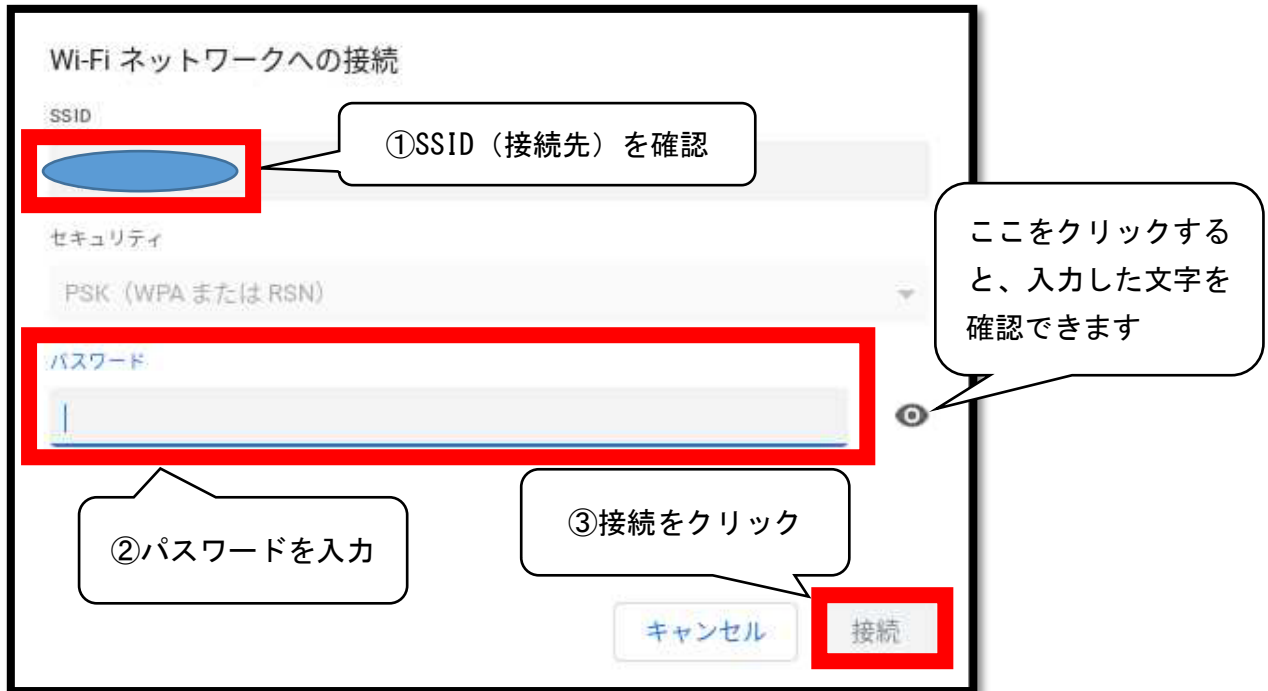 Wi-Fi ネットワークへの接続
SSID
①SSID（接続先）を確認
セキュリティ
PSK（WPA または RSN）
ここをクリックする
と、入力した文字を
確認できます
パスワード
②パスワードを入力
③接続をクリック
キャンセル
接続